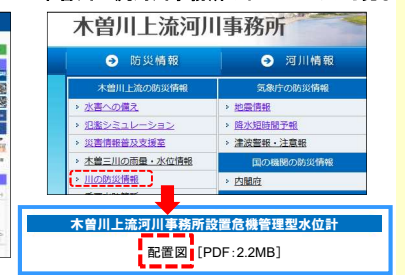 木曽川上流河川事務所
防災情報
河川情報
木曽川上流の防災情報
気象庁の防災情報
水害への備え
地震情報
氾濫シミュレーション
降水短時間予報
災害情報普及支援室
津波警報・注意報
木曽三川の雨量・水位情報
国の機関の防災情報
川の防災情報
内閣府
木曽川上流河川事務所設置危機管理型水位計
配置図 [PDF:2.2MB]